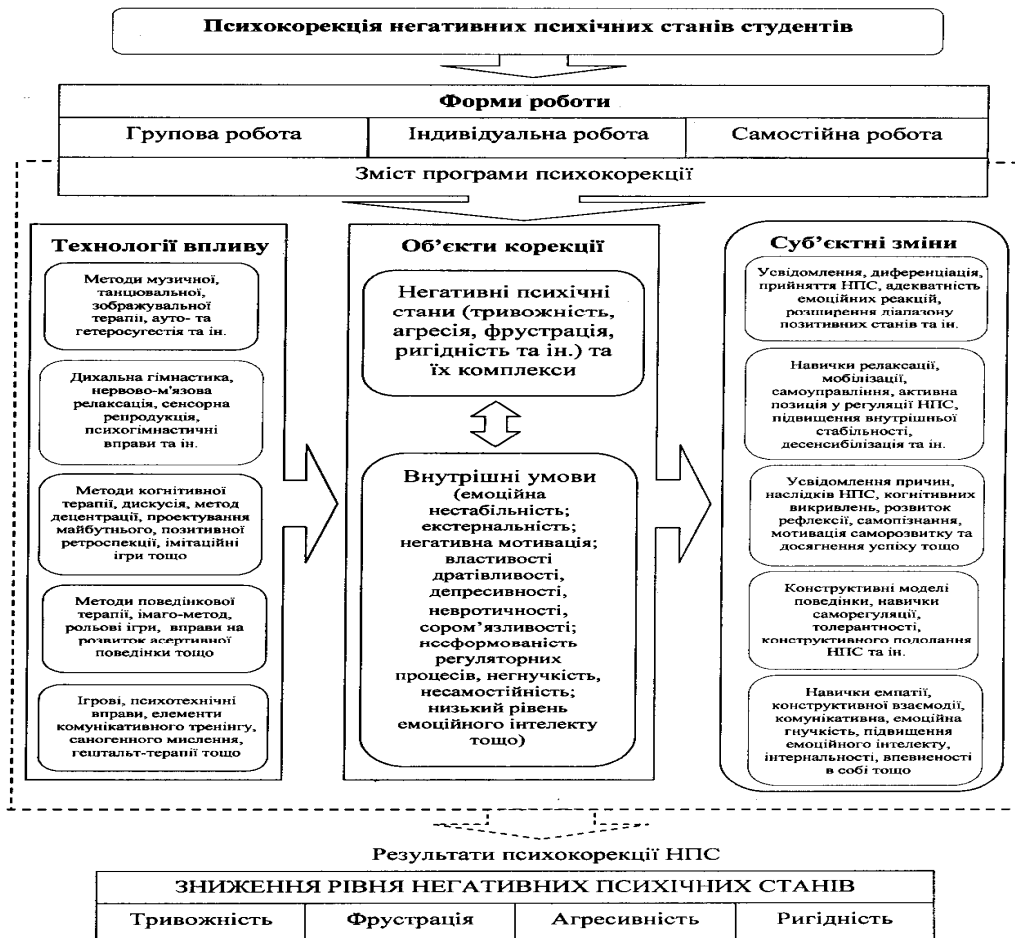 Психокорекція негативних психічних станів студентів
Форми роботи
Групова робота
Індивідуальна робота
Самостійна робота
Зміст програми психокорекції
Технології впливу
Методи музичної,
танцювальної,
зображувальної
терапії, ауто- та
гетеросугестія та ін.
Дихальна гімнастика,
нервово-м'язова
релаксація, сенсорна
репродукція,
психогімнастичні
вправи та ін.
Методи когнітивної
терапії, дискусія, метод
децентрації, проектування
майбутнього, позитивної
ретроспекції, імітаційні
ігри тощо
Методи поведінкової
терапії, імаго-метод,
рольові ігри, вправи на
розвиток асертивної
поведінки тощо
Ігрові, психотехнічні
вправи, елементи
комунікативного тренінгу,
саногенного мислення,
гештальт-терапії тощо
Об’єкти корекції
Негативні психічні
стани (тривожність,
агресія, фрустрація,
ригідність та ін.) та
їх комплекси
Внутрішні умови
(емоційна
нестабільність;
екстернальність;
негативна мотивація;
властивості
дратівливості,
депресивності,
невротичності,
сором’язливості;
нссформованість
регуляторних
процесів, негнучкість,
несамостійність;
низький рівень
емоційного інтелекту
тощо)
Суб’єктні зміни
Усвідомлення, диференціація,
прийняття НПС, адекватність
емоційних реакцій,
розширення діапазону
позитивних станів та ін.
Навички релаксації,
мобілізації,
самоуправління, активна
позиція у регуляції НПС,
підвищення внутрішньої
стабільності,
десенсибілізація та ін.
Усвідомлення причин,
наслідків НПС, когнітивних
викривлень, розвиток
рефлексії, самопізнання,
мотивація саморозвитку та
досягнення успіху тощо
Конструктивні моделі
поведінки, навички
саморегуляції,
толерантності,
конструктивного подолання
НПС та ін.
Навички емпатії,
конструктивної взаємодії,
комунікативна, емоційна
гнучкість, підвищення
емоційного інтелекту,
інтернальності, впевненості
в собі тощо
Результати психокорекції НПС
ЗНИЖЕННЯ РІВНЯ НЕГАТИВНИХ ПСИХІЧНИХ СТАНІВ
Тривожність
Фрустрація
Агресивність
Ригідність